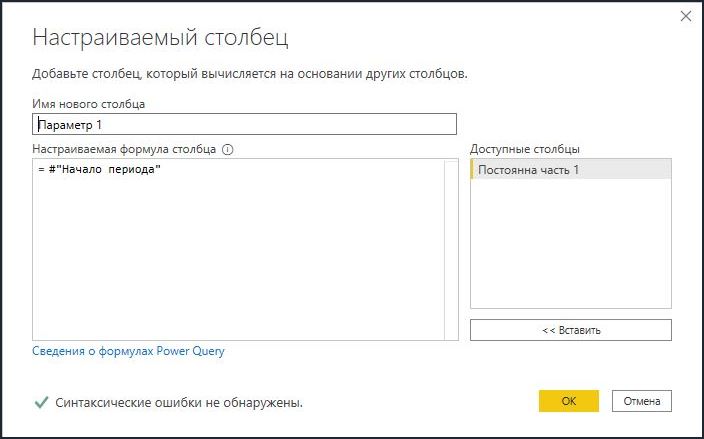 Настраиваемый столбец
Добавьте столбец, который вычисляется на основании других столбцов.
Имя нового столбца
Параметр 1
Настраиваемая формула столбца
Доступные столбцы
= #"Начало периода"
Постоянна часть 1
<< Вставить
Сведения о формулах Power Query
Синтаксические ошибки не обнаружены.
ОК
Отмена